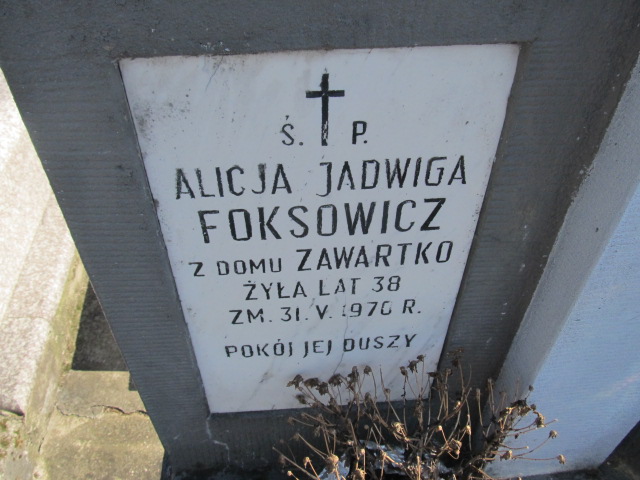 Ś. P.
ALICJA JADWIGA
FOKSOWICZ
Z DOMU ZAWARTKO
ŻYŁA LAT 38
ZM. 31.V.1970 R.
POKÓJ JEJ DUSZY